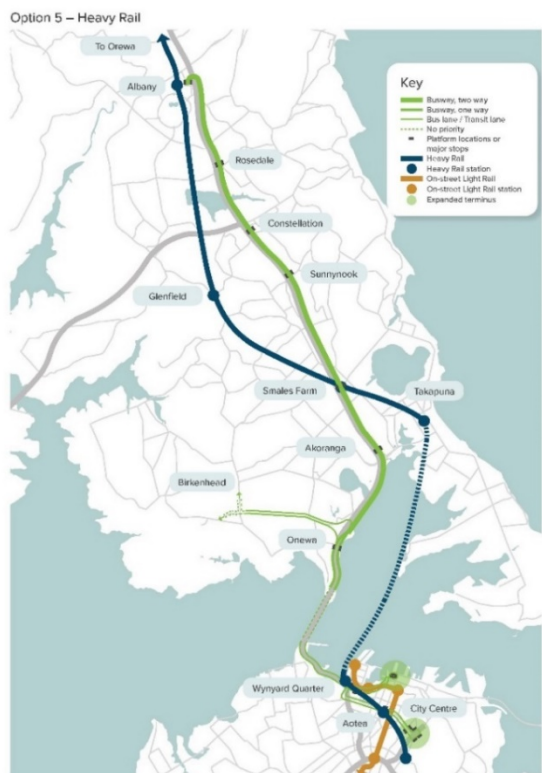 Option 5 – Heavy Rail
To Orewa
Albany
Key
Busway, two way
Busway, one way
Bus lane / Transit lane
No priority
Platform locations or
major stops
Heavy Rail
Heavy Rail station
On-street Light Rail
On-street Light Rail station
Expanded terminus
Rosedale
Constellation
Sunnynook
Glenfield
Smales Farm
Takapuna
Akoranga
Birkenhead
Onewa
Wynyard Quarter
City Centre
Aotea